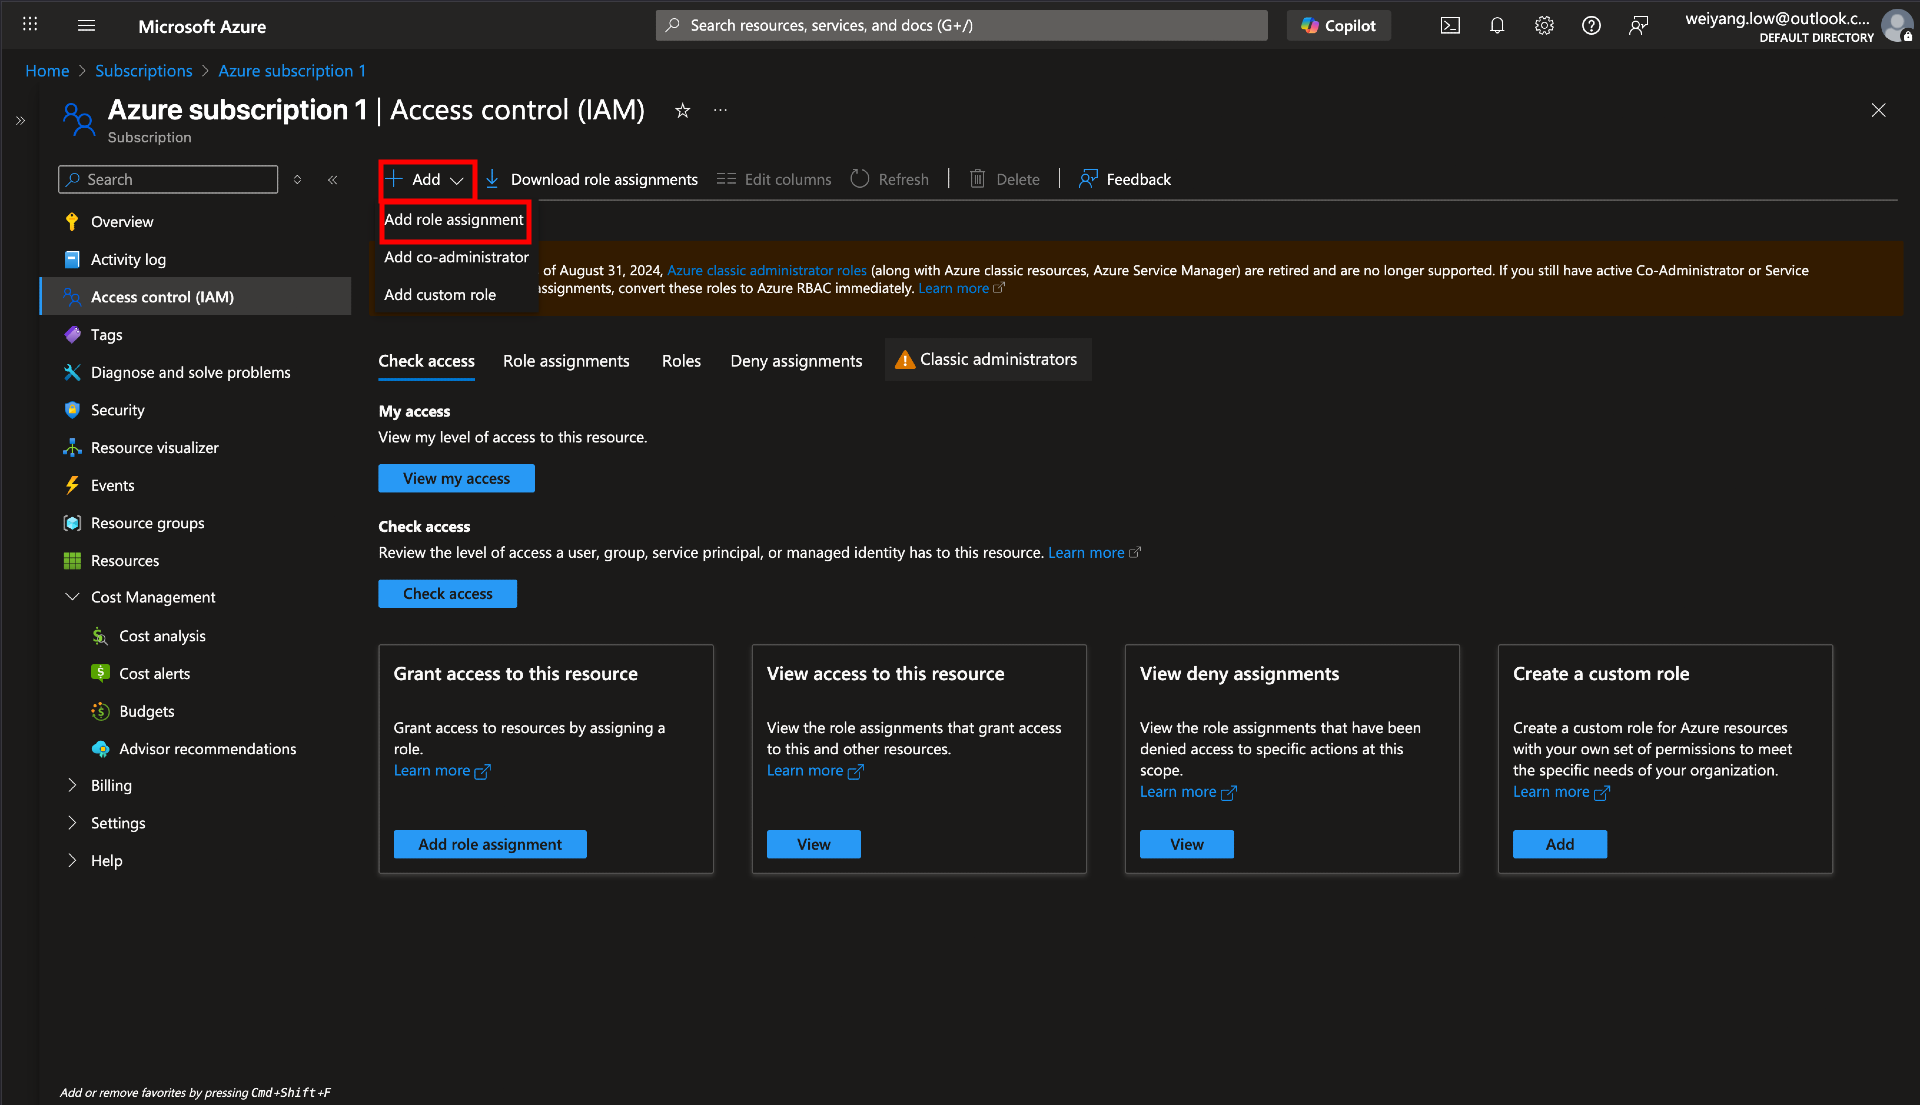 Microsoft Azure
Search resources, services, and docs (G+/)
Copilot
weiyang.low@outlook.c...
DEFAULT DIRECTORY
Home > Subscriptions > Azure subscription 1
Azure subscription 1 | Access control (IAM)
Subscription
Search
Add
Download role assignments
Edit columns
Refresh
Delete
Feedback
Add role assignment
Add co-administrator
Add custom role
of August 31, 2024, Azure classic administrator roles (along with Azure classic resources, Azure Service Manager) are retired and are no longer supported. If you still have active Co-Administrator or Service
assignments, convert these roles to Azure RBAC immediately. Learn more
Overview
Activity log
Access control (IAM)
Tags
Diagnose and solve problems
Security
Resource visualizer
Events
Resource groups
Resources
Cost Management
Cost analysis
Cost alerts
Budgets
Advisor recommendations
Billing
Settings
Help
Check access
Role assignments
Roles
Deny assignments
Classic administrators
My access
View my level of access to this resource.
View my access
Check access
Review the level of access a user, group, service principal, or managed identity has to this resource. Learn more
Check access
Grant access to this resource
Grant access to resources by assigning a
role.
Learn more
Add role assignment
View access to this resource
View the role assignments that grant access
to this and other resources.
Learn more
View
View deny assignments
View the role assignments that have been
denied access to specific actions at this
scope.
Learn more
View
Create a custom role
Create a custom role for Azure resources
with your own set of permissions to meet
the specific needs of your organization.
Learn more
Add
Add or remove favorites by pressing Cmd+Shift+F